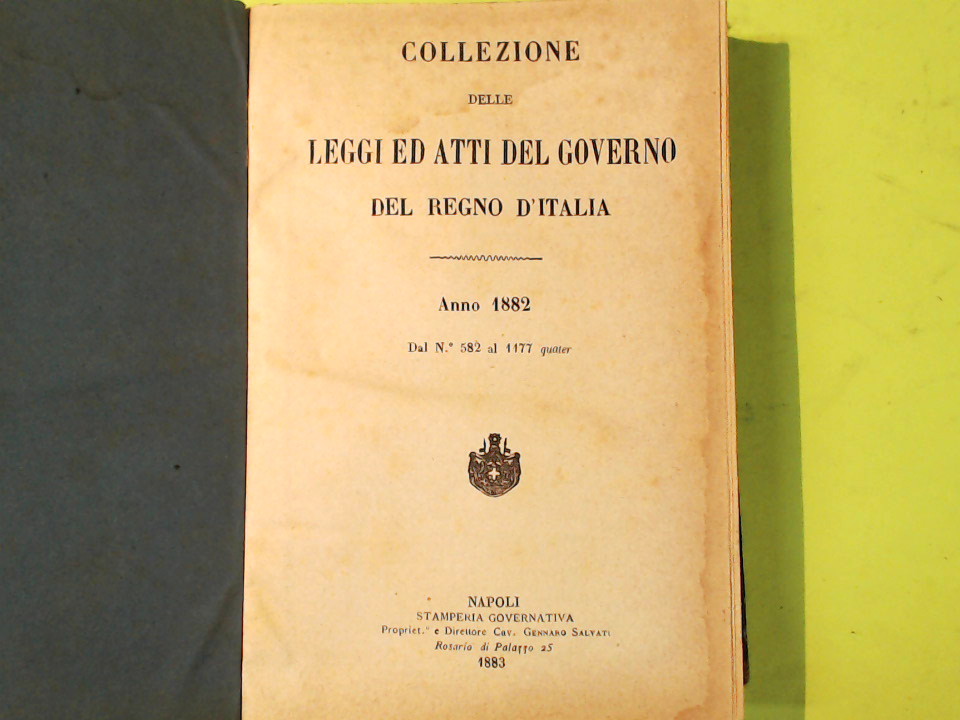 COLLEZIONE
DELLE
LEGGI ED ATTI DEL GOVERNO
DEL REGNO D'ITALIA
Anno 1882
Dal N.° 582 al 1177 quater
NAPOLI
STAMPERIA GOVERNATIVA
Propriet.° e Direttore Cav. GENNARO SALVATI
Rosario di Palazzo 25
1883